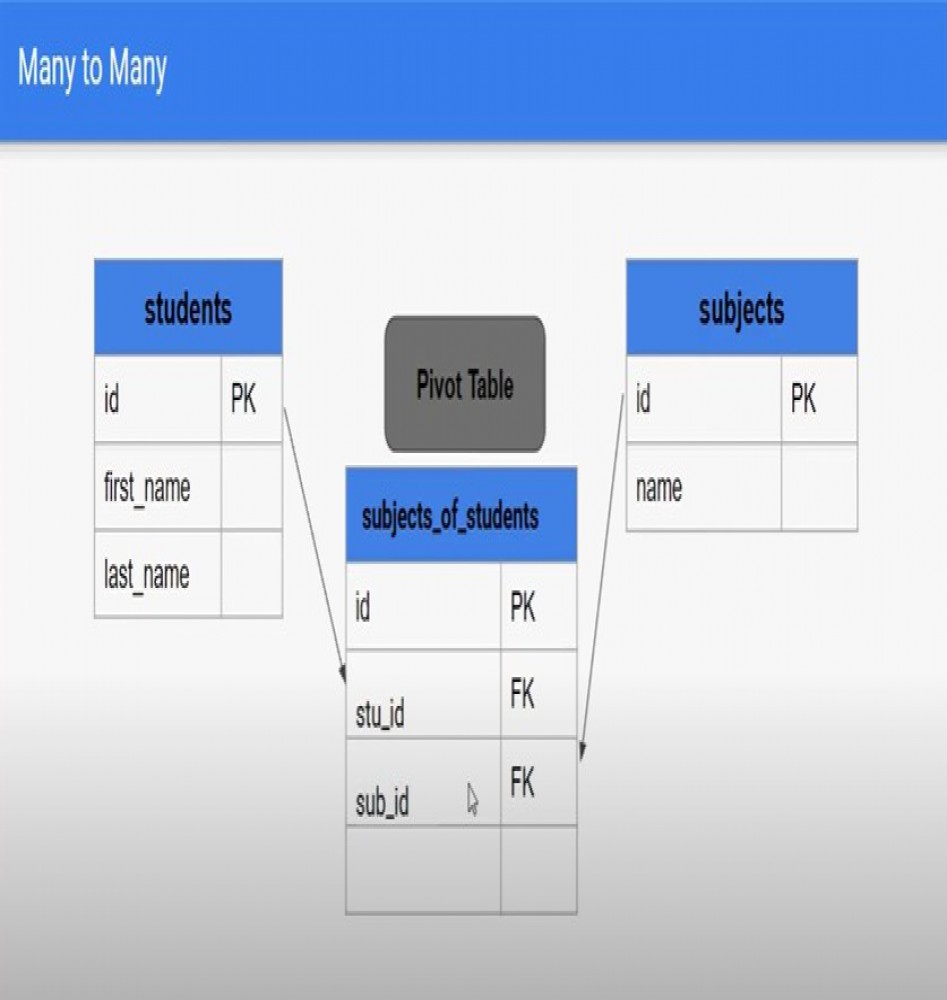 Many to Many
students
id PK
first_name
last_name
Pivot Table
subjects_of_students
id PK
stu_id FK
sub_id FK
subjects
id PK
name